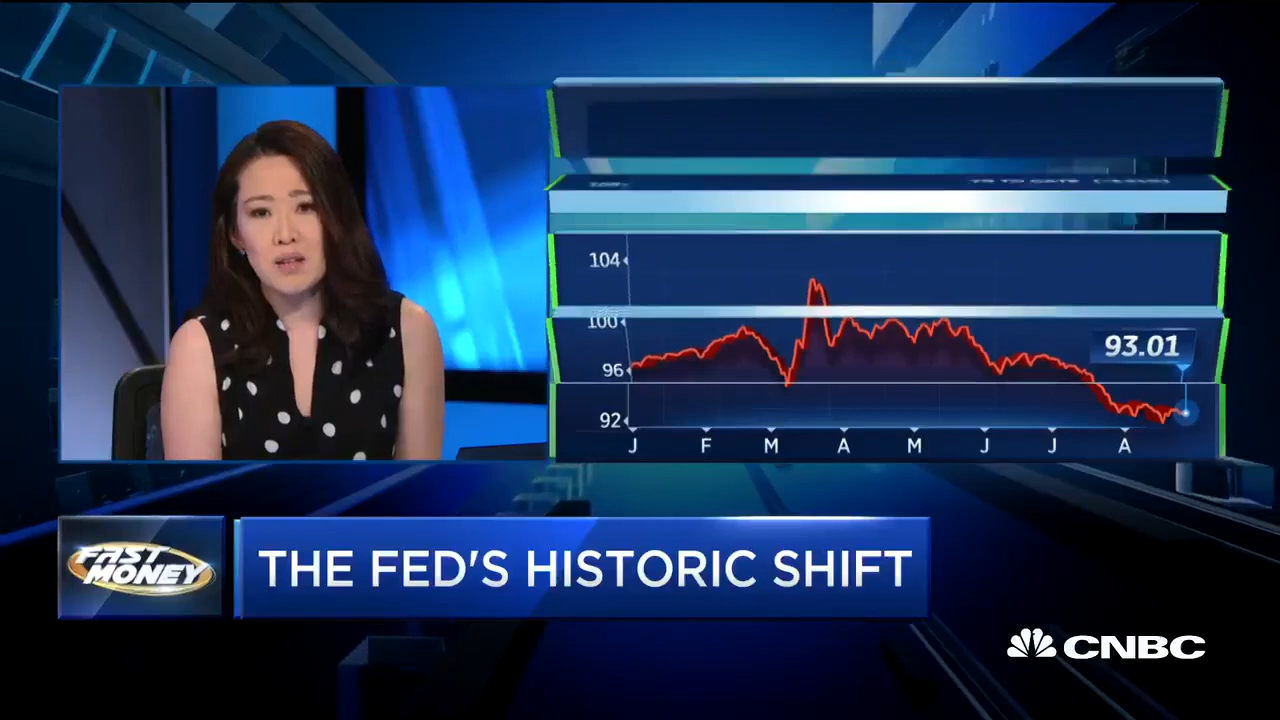 104
100
96
93.01
92
J F M A M J J A
FAST
MONEY
THE FED'S HISTORIC SHIFT
CNBC